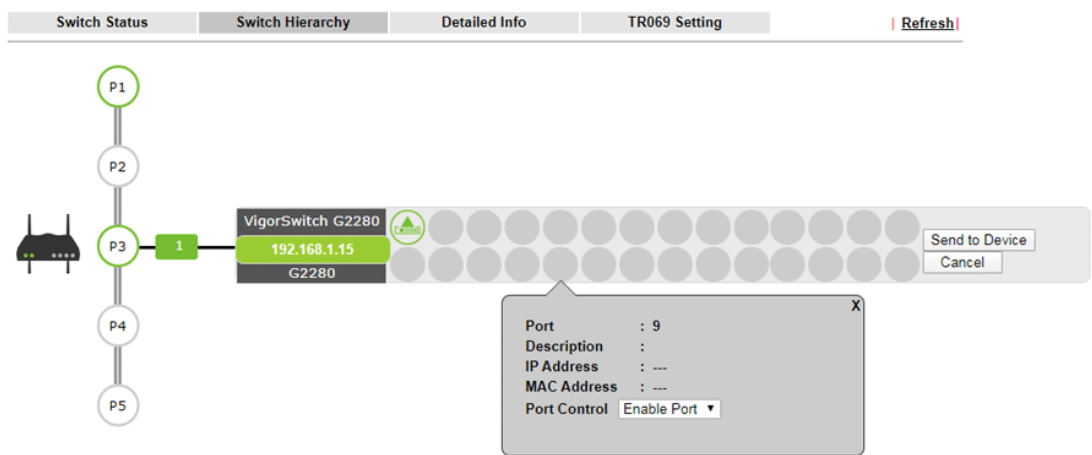 Switch Status Switch Hierarchy Detailed Info TR069 Setting | Refresh |
P1
P2
P3
1
P4
P5
VigorSwitch G2280
192.168.1.15
G2280
Send to Device
Cancel
X
Port : 9
Description :
IP Address : ---
MAC Address : ---
Port Control Enable Port ▼